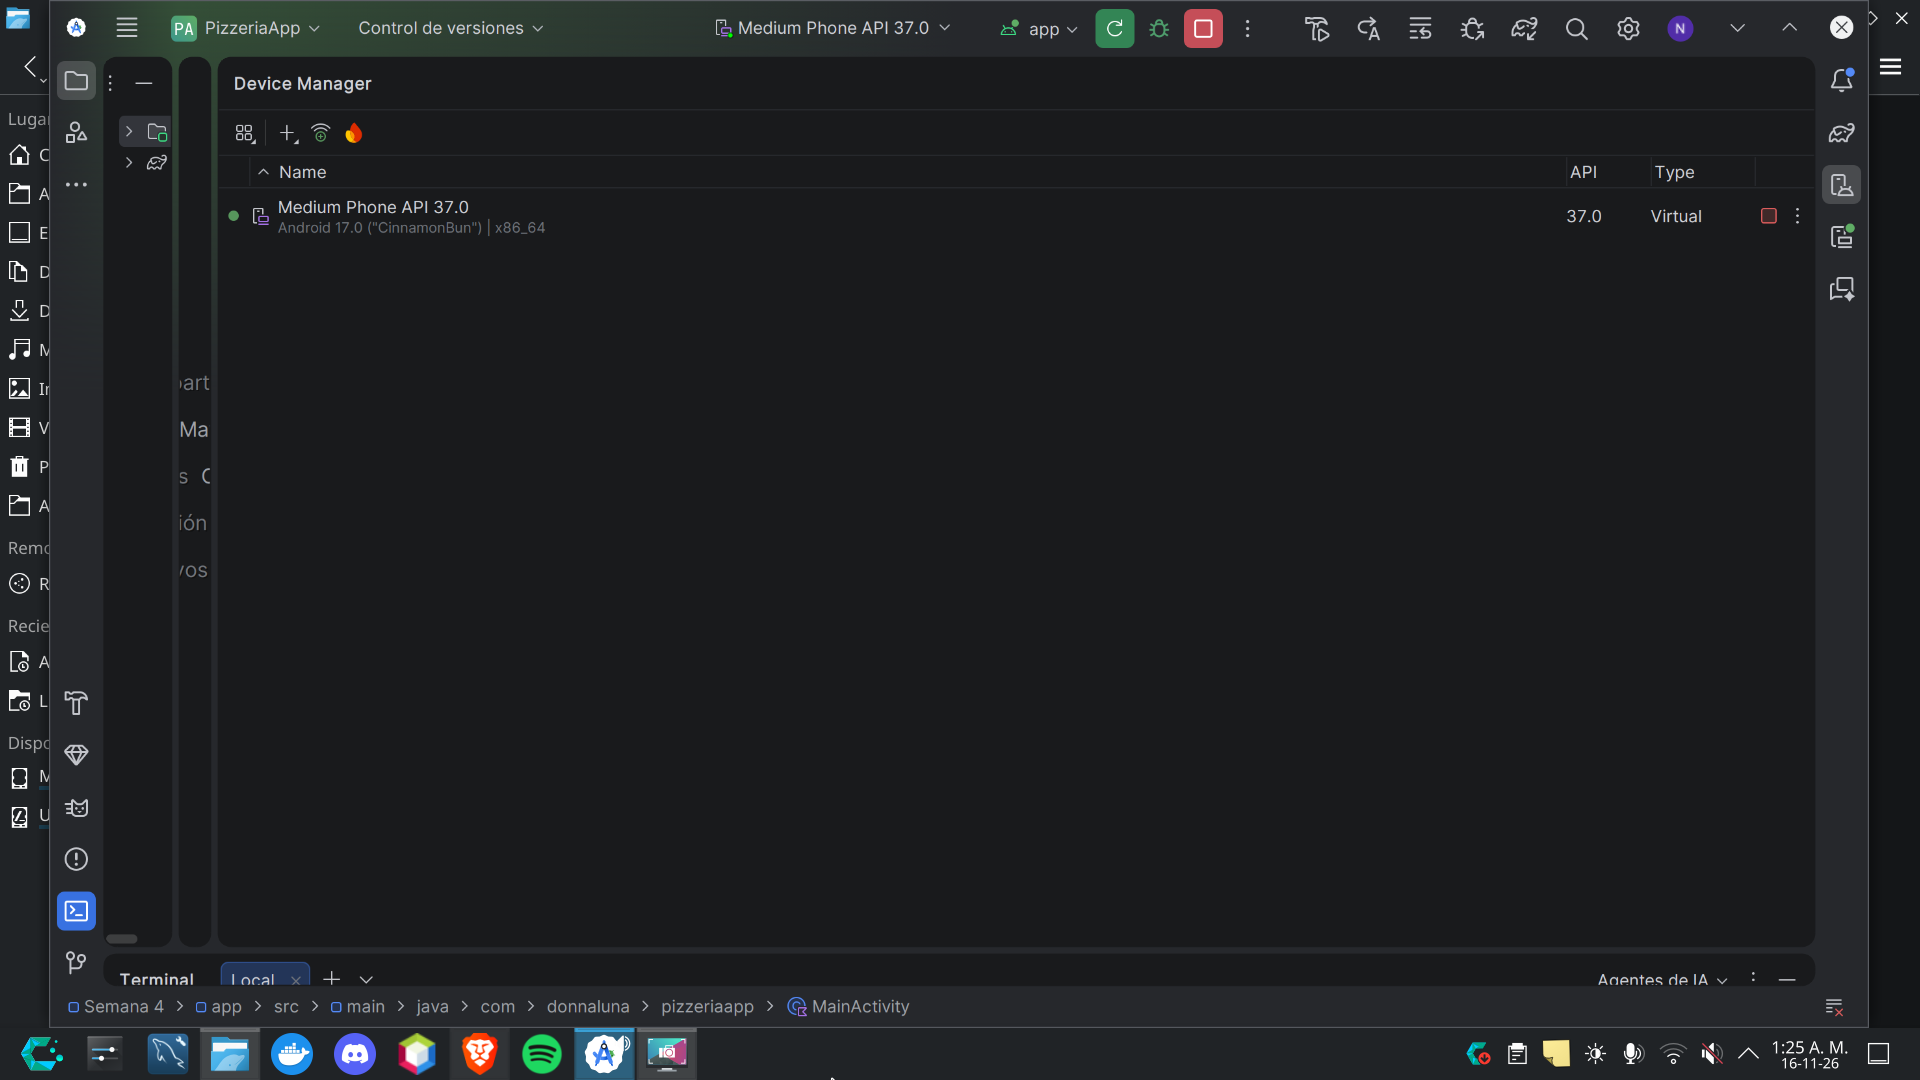 PA PizzeriaApp
Control de versiones
Medium Phone API 37.0
app
N
Device Manager
Name
API
Type
Medium Phone API 37.0
Android 17.0 ("CinnamonBun") | x86_64
37.0
Virtual
Terminal
Local
Agentes de IA
Semana 4 > app > src > main > java > com > donnaluna > pizzeriaapp > MainActivity
1:25 A. M.
16-11-26